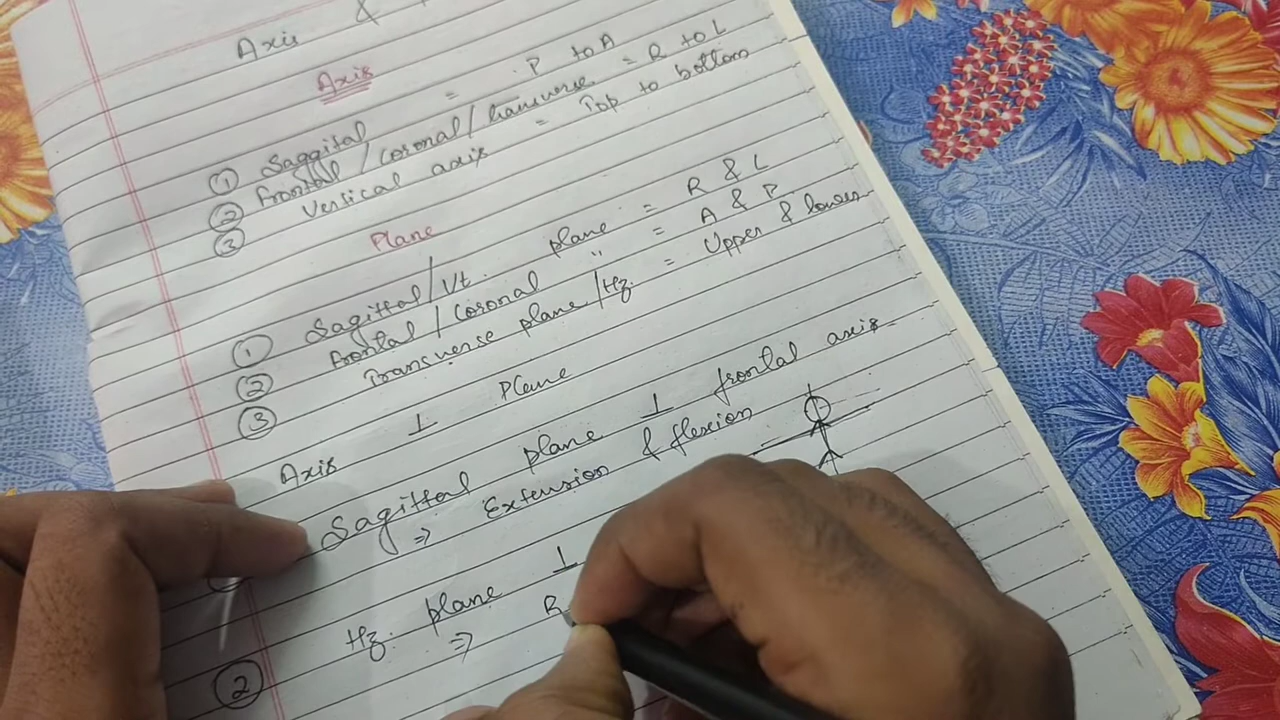 Axis &
Axis
① Saggital = P to A
② frontal / Coronal / transverse = R to L
③ Vertical axis = Top to bottom
Plane
① Sagittal / Vt. plane = R & L
② frontal / Coronal " = A & P
③ Transverse plane / Hz. = Upper & lower
Axis ⊥ Plane
Sagittal plane ⊥ frontal axis
⇒ Extension & flexion
② Hz. plane ⊥
⇒ R